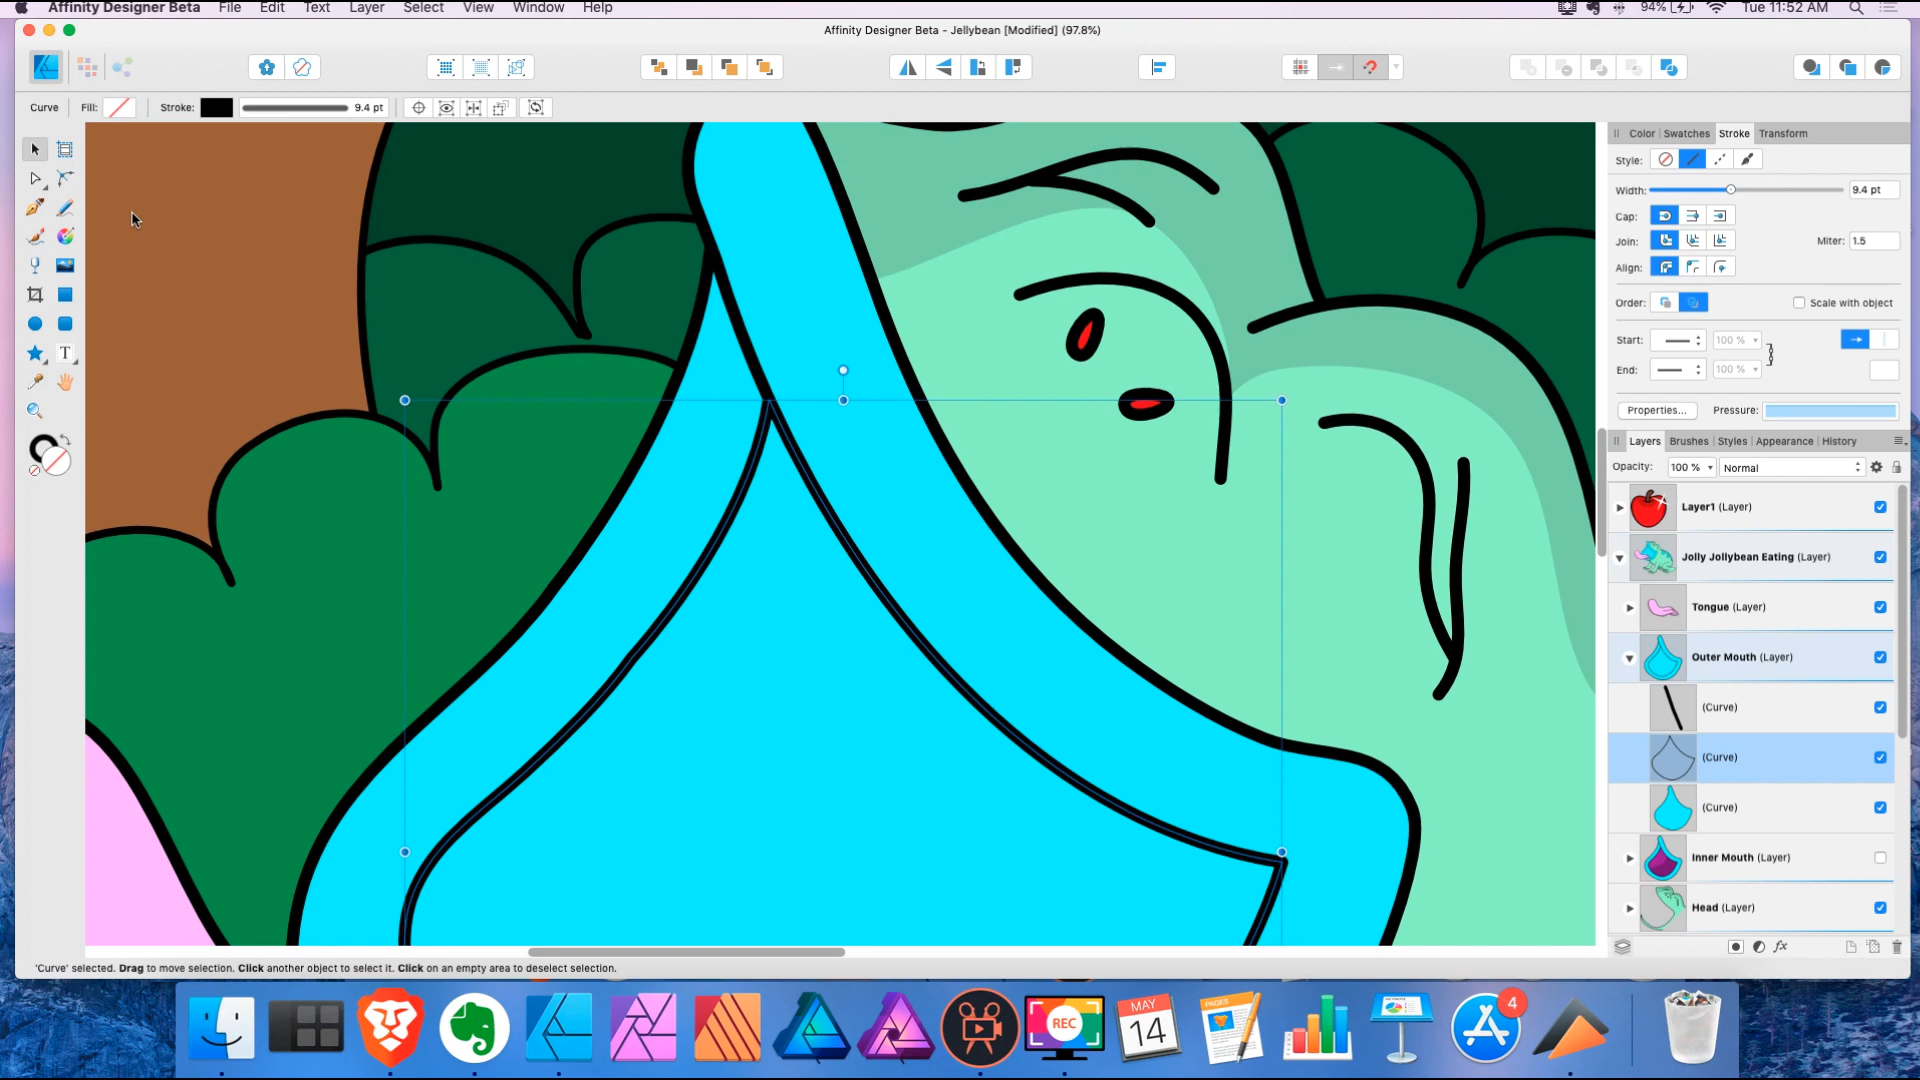 Affinity Designer Beta File Edit Text Layer Select View Window Help 94% Tue 11:52 AM
Affinity Designer Beta - Jellybean [Modified] (97.8%)
Curve Fill: Stroke: 9.4 pt
Color Swatches Stroke Transform
Style:
Width: 9.4 pt
Cap:
Join: Miter: 1.5
Align:
Order: Scale with object
Start: 100 %
End: 100 %
Properties... Pressure:
Layers Brushes Styles Appearance History
Opacity: 100 % Normal
Layer1 (Layer)
Jolly Jollybean Eating (Layer)
Tongue (Layer)
Outer Mouth (Layer)
(Curve)
(Curve)
(Curve)
Inner Mouth (Layer)
Head (Layer)
fx
T
'Curve' selected. Drag to move selection. Click another object to select it. Click on an empty area to deselect selection.
REC
MAY
14
PAGES
4